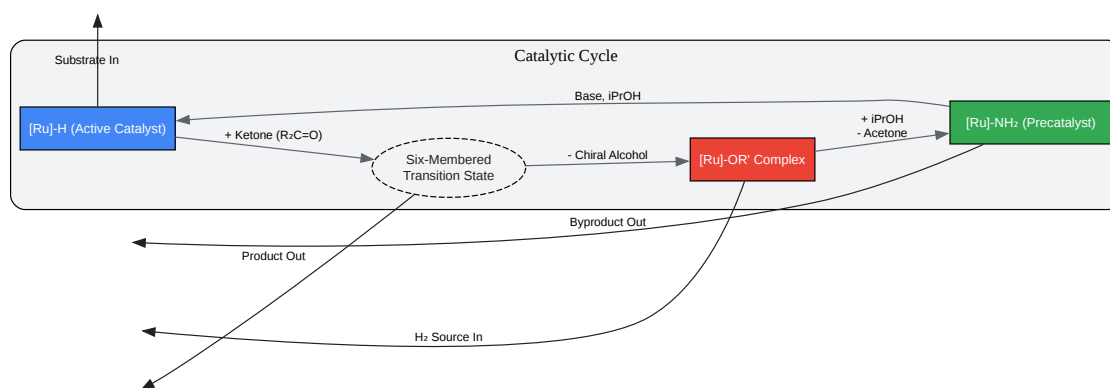 Catalytic Cycle
Substrate In
Base, iPrOH
[Ru]-H (Active Catalyst)
+ Ketone (R₂C=O)
Six-Membered
Transition State
- Chiral Alcohol
[Ru]-OR' Complex
+ iPrOH
- Acetone
[Ru]-NH₂ (Precatalyst)
Byproduct Out
Product Out
H₂ Source In